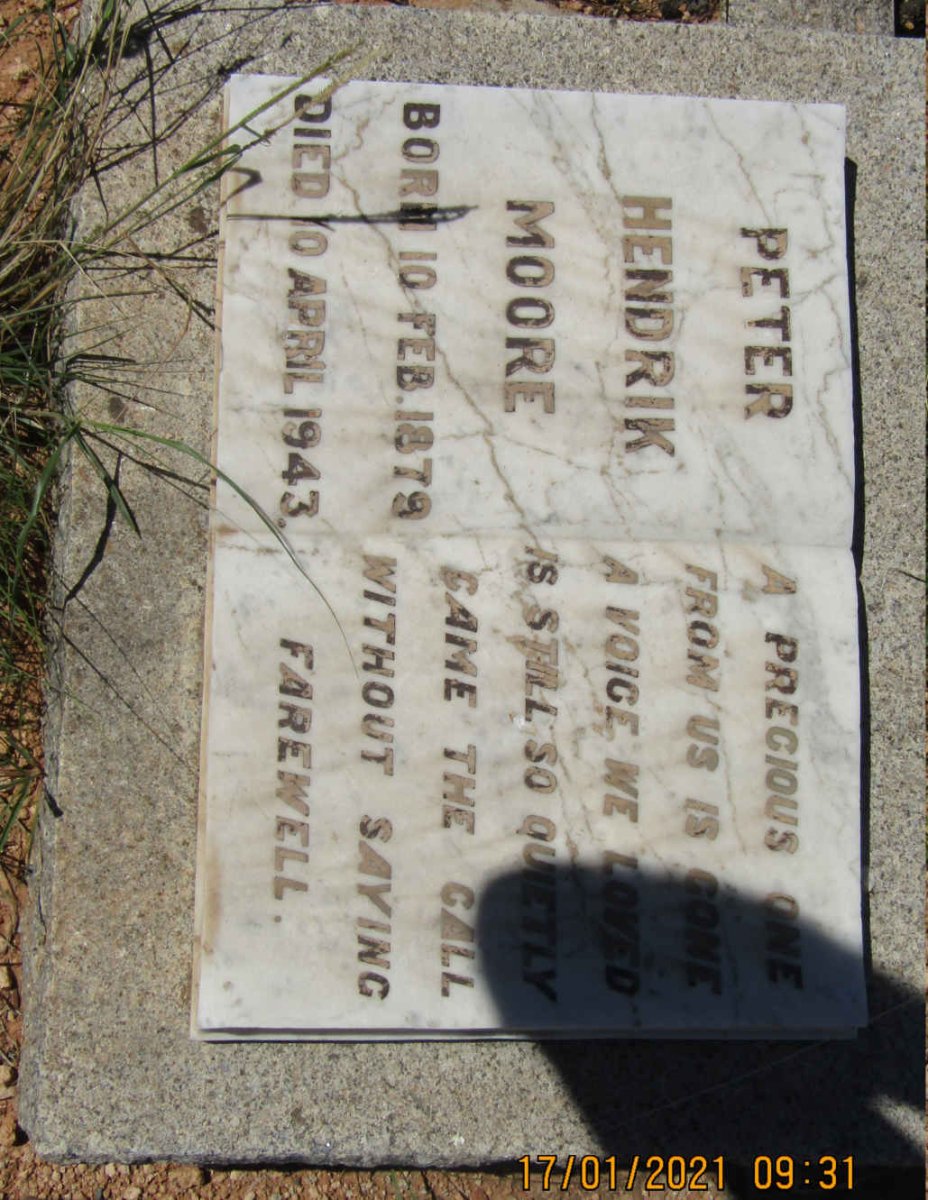 PETER
HENDRIK
MOORE
BORN 10 FEB. 1879
DIED 10 APRIL 1943.
A PRECIOUS ONE
FROM US IS GONE
A VOICE WE LOVED
IS STILL SO QUIETLY
CAME THE CALL
WITHOUT SAYING
FAREWELL.
17/01/2021 09:31